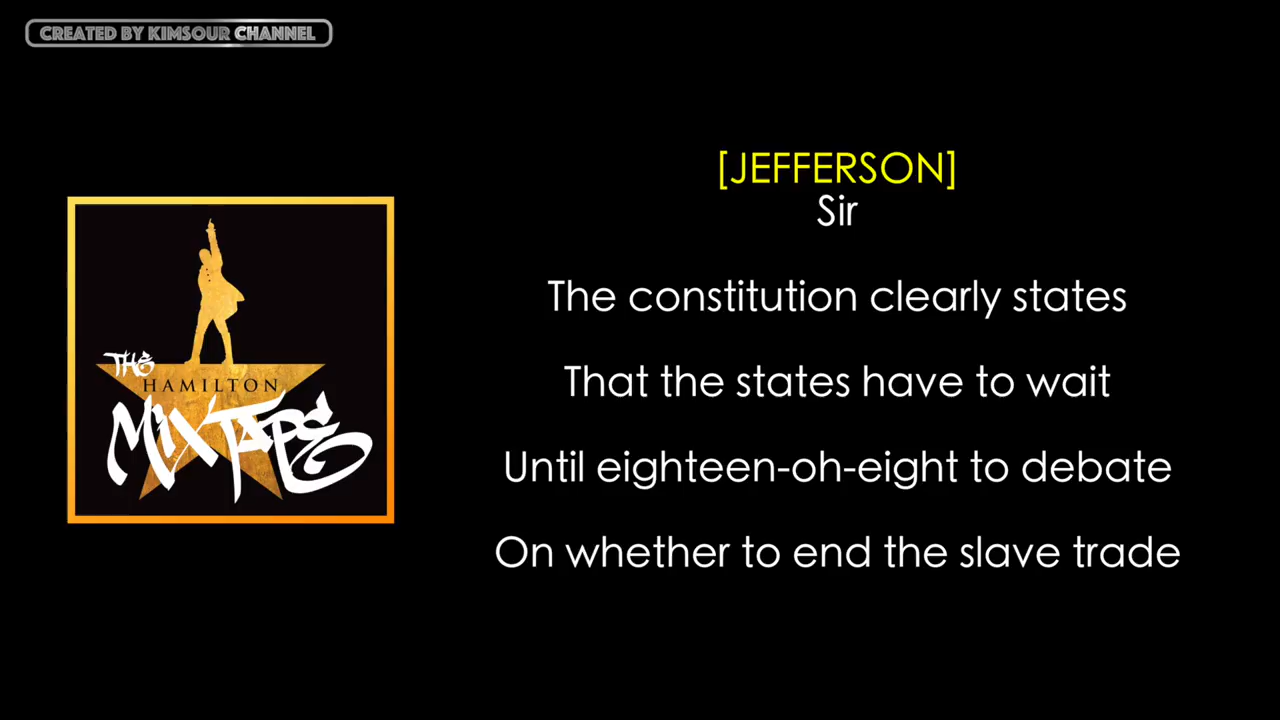 CREATED BY KIMSOUR CHANNEL
[JEFFERSON]
Sir
The constitution clearly states
That the states have to wait
Until eighteen-oh-eight to debate
On whether to end the slave trade
THE
HAMILTON
MIXTAPE